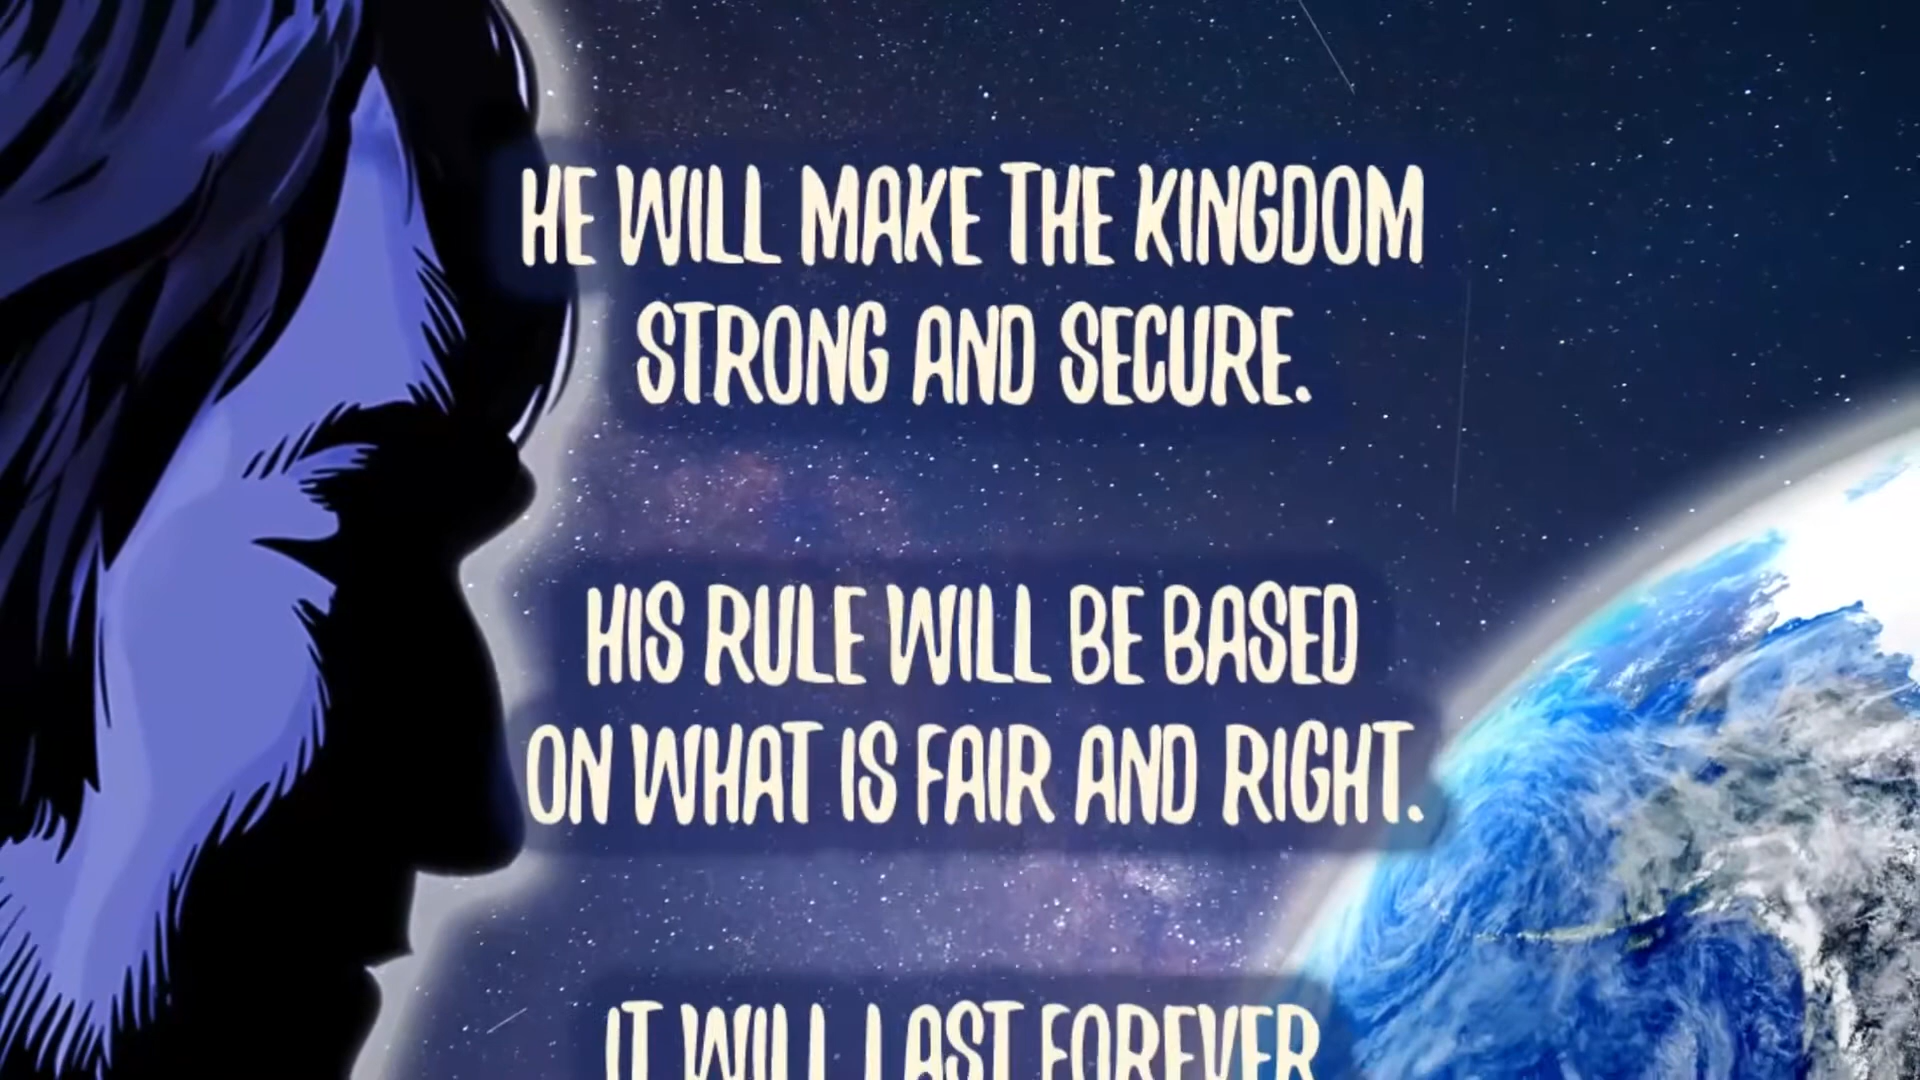 HE WILL MAKE THE KINGDOM
STRONG AND SECURE.
HIS RULE WILL BE BASED
ON WHAT IS FAIR AND RIGHT.
IT WILL LAST FOREVER